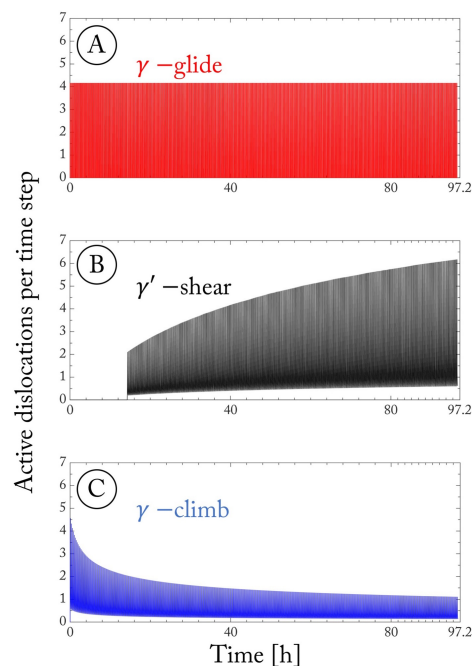 Active dislocations per time step
A
γ –glide
7
6
5
4
3
2
1
0
0 40 80 97.2
B
γ′ –shear
7
6
5
4
3
2
1
0
0 40 80 97.2
C
γ –climb
7
6
5
4
3
2
1
0
0 40 80 97.2
Time [h]